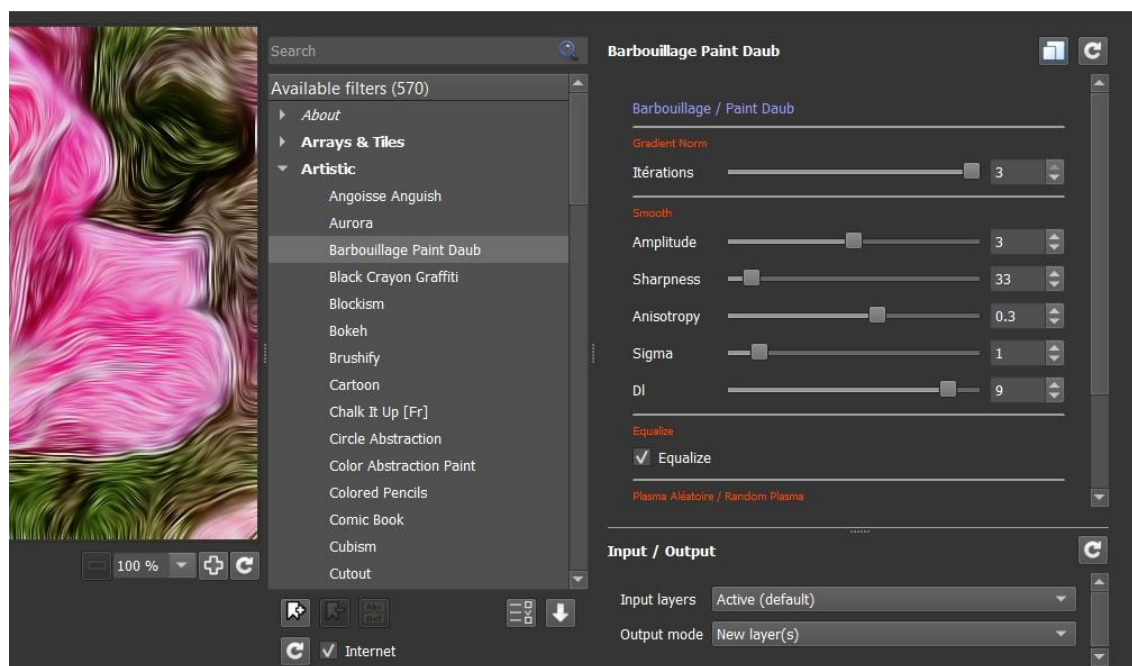 Search
Available filters (570)
About
Arrays & Tiles
Artistic
Angoisse Anguish
Aurora
Barbouillage Paint Daub
Black Crayon Graffiti
Blockism
Bokeh
Brushify
Cartoon
Chalk It Up [Fr]
Circle Abstraction
Color Abstraction Paint
Colored Pencils
Comic Book
Cubism
Cutout
100 %
Internet
Barbouillage Paint Daub
Barbouillage / Paint Daub
Gradient Norm
Itérations 3
Smooth
Amplitude 3
Sharpness 33
Anisotropy 0.3
Sigma 1
Dl 9
Equalize
Equalize
Plasma Aléatoire / Random Plasma
Input / Output
Input layers Active (default)
Output mode New layer(s)